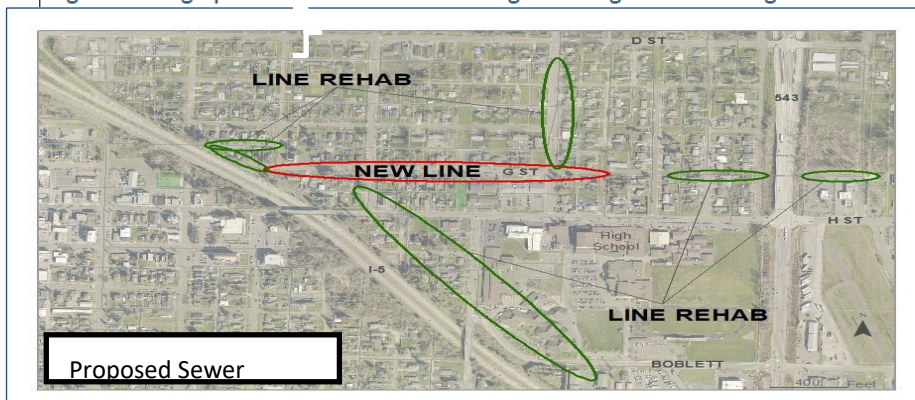 D ST
LINE REHAB
543
NEW LINE
G ST
H ST
High
School
I-5
LINE REHAB
N
BOBLETT
Proposed Sewer
400 Feet